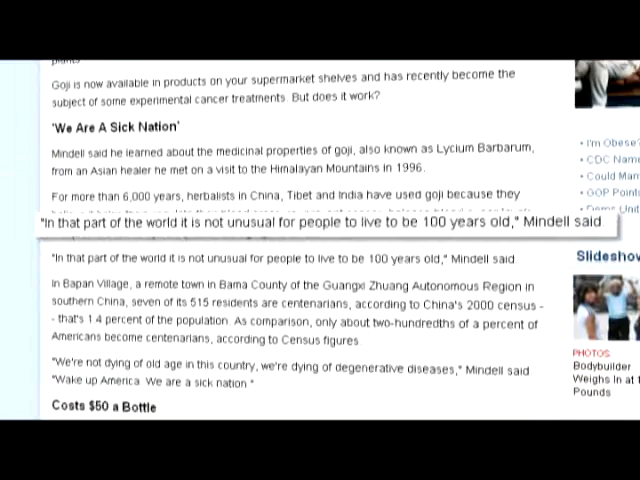 plants
Goji is now available in products on your supermarket shelves and has recently become the
subject of some experimental cancer treatments. But does it work?
'We Are A Sick Nation'
Mindell said he learned about the medicinal properties of goji, also known as Lycium Barbarum,
from an Asian healer he met on a visit to the Himalayan Mountains in 1996.
For more than 6,000 years, herbalists in China, Tibet and India have used goji because they
"In that part of the world it is not unusual for people to live to be 100 years old," Mindell said
"In that part of the world it is not unusual for people to live to be 100 years old," Mindell said.
In Bapan Village, a remote town in Bama County of the Guangxi Zhuang Autonomous Region in
southern China, seven of its 515 residents are centenarians, according to China's 2000 census -
- that's 1.4 percent of the population. As comparison, only about two-hundredths of a percent of
Americans become centenarians, according to Census figures.
"We're not dying of old age in this country, we're dying of degenerative diseases," Mindell said
"Wake up America. We are a sick nation."
Costs $50 a Bottle
• I'm Obese?
• CDC Name
• Could Man
• GOP Point
Slideshow
PHOTOS:
Bodybuilder
Weighs In at
Pounds